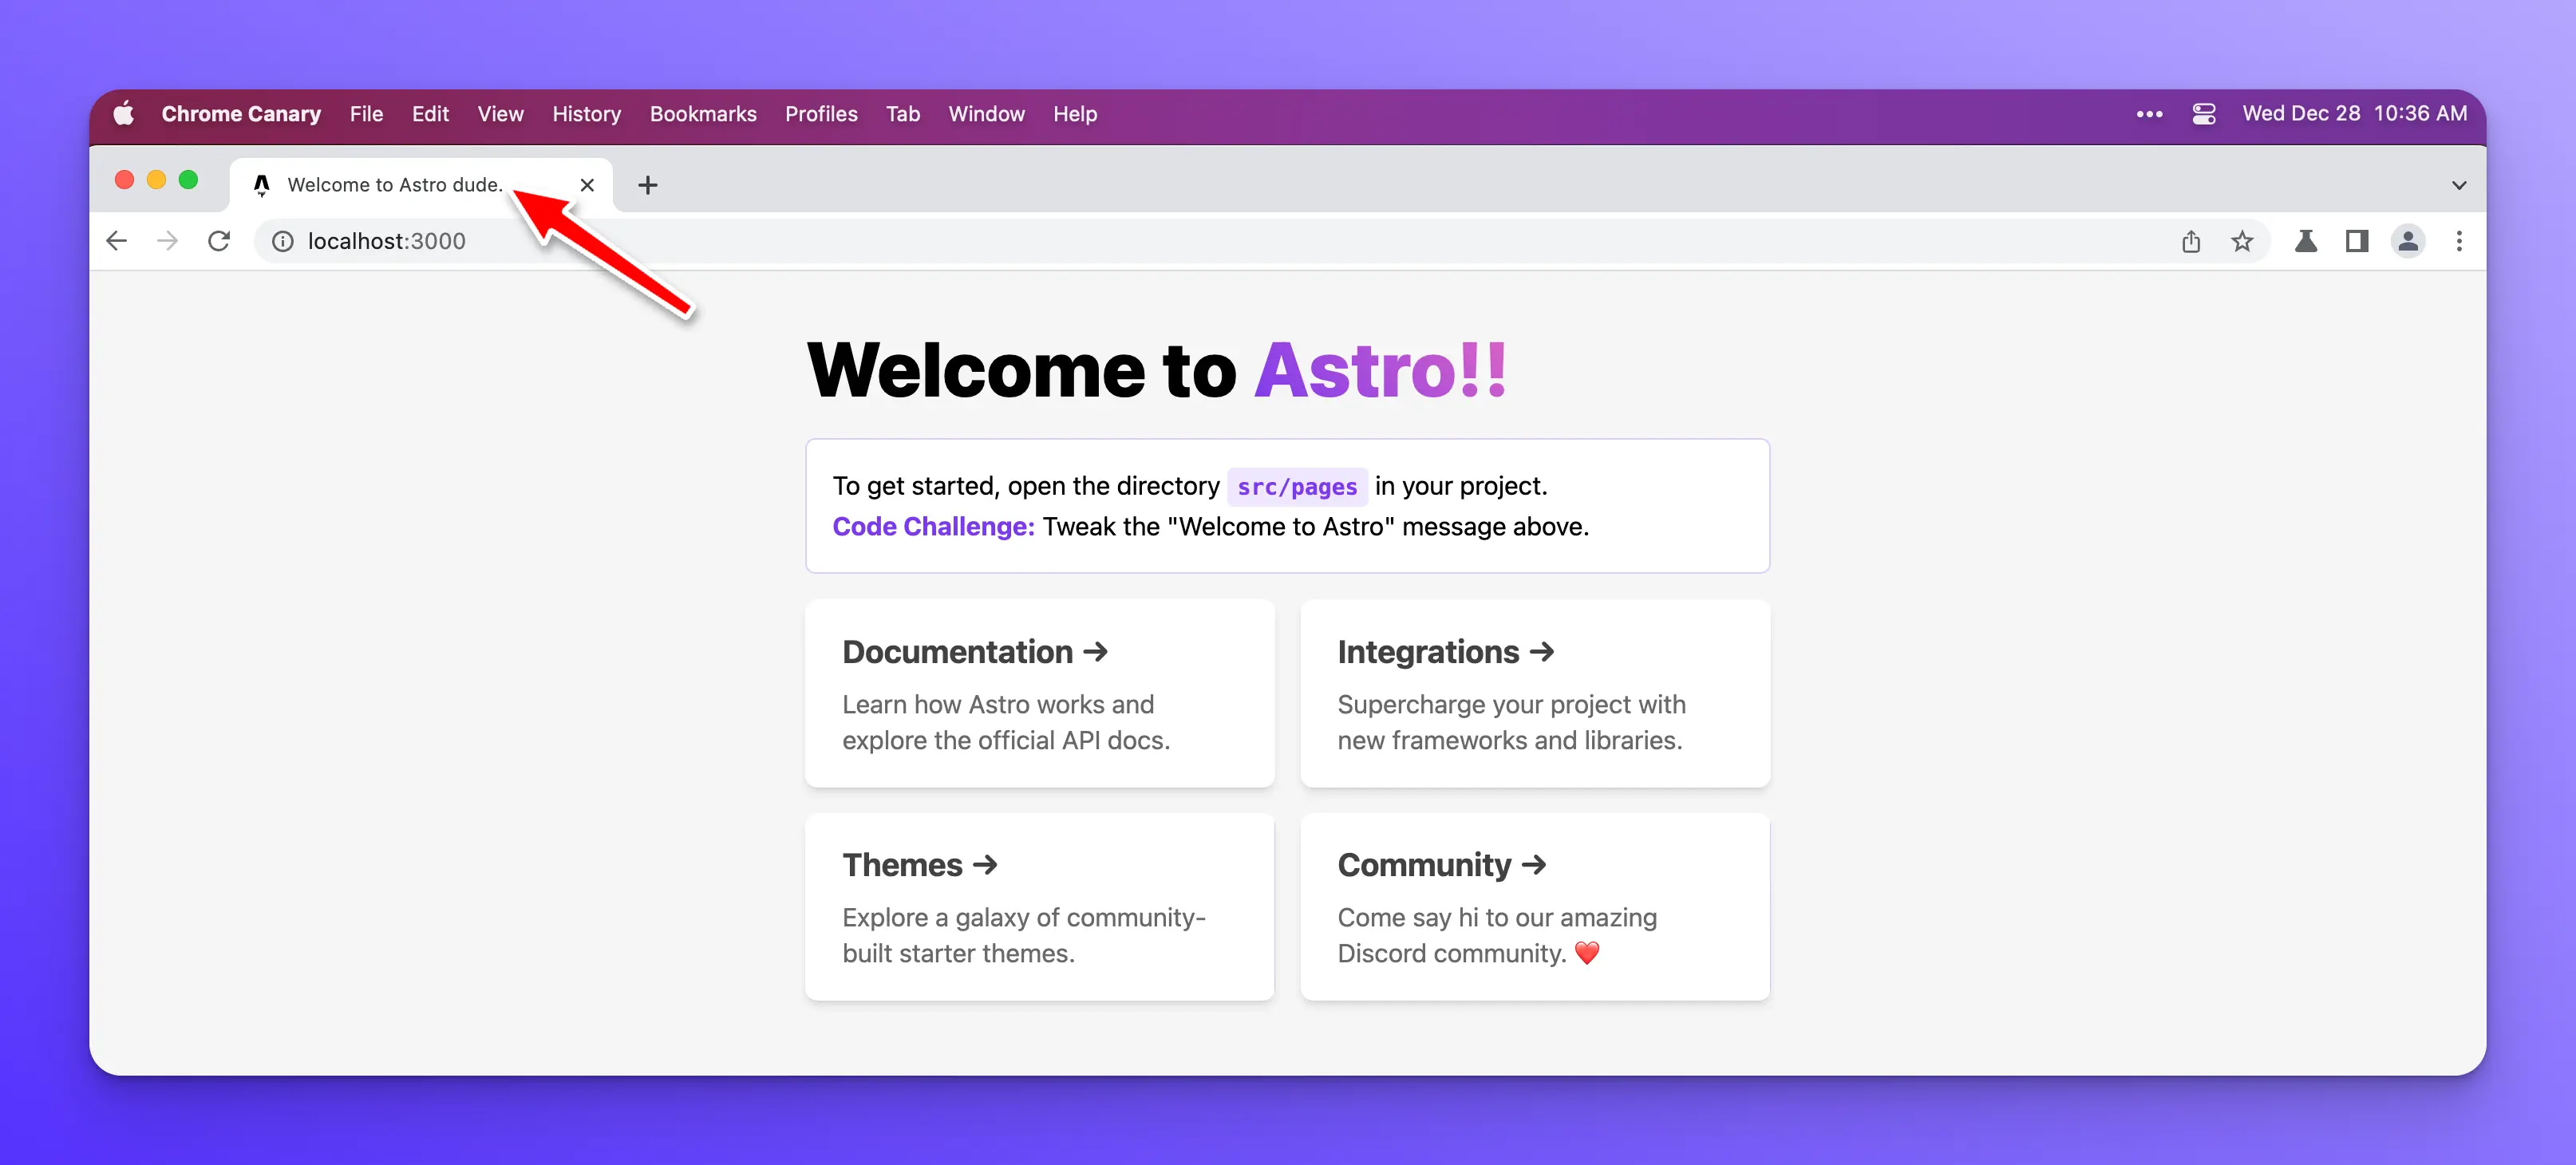 Chrome Canary File Edit View History Bookmarks Profiles Tab Window Help Wed Dec 28 10:36 AM
Welcome to Astro dude.
localhost:3000
Welcome to Astro!!
To get started, open the directory src/pages in your project.
Code Challenge: Tweak the "Welcome to Astro" message above.
Documentation →
Learn how Astro works and
explore the official API docs.
Integrations →
Supercharge your project with
new frameworks and libraries.
Themes →
Explore a galaxy of community-
built starter themes.
Community →
Come say hi to our amazing
Discord community. ❤️